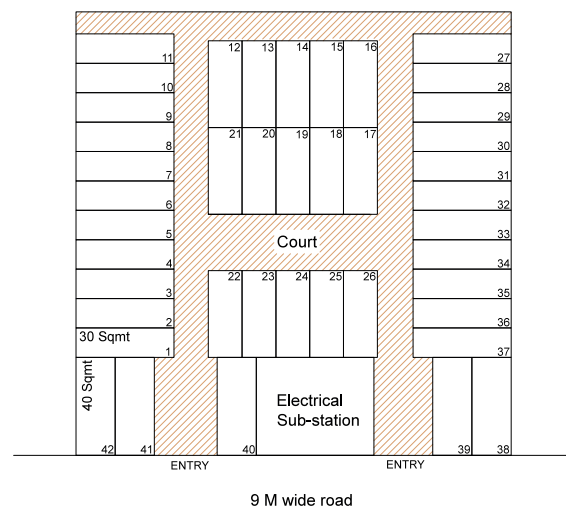 12 13 14 15 16
11
27
10
28
9
29
8
21 20 19 18 17
30
7
31
6
32
5
Court
33
4
34
3
22 23 24 25 26
35
2
36
30 Sqmt
1
37
40 Sqmt
Electrical
Sub-station
42 41 40 39 38
ENTRY ENTRY
9 M wide road